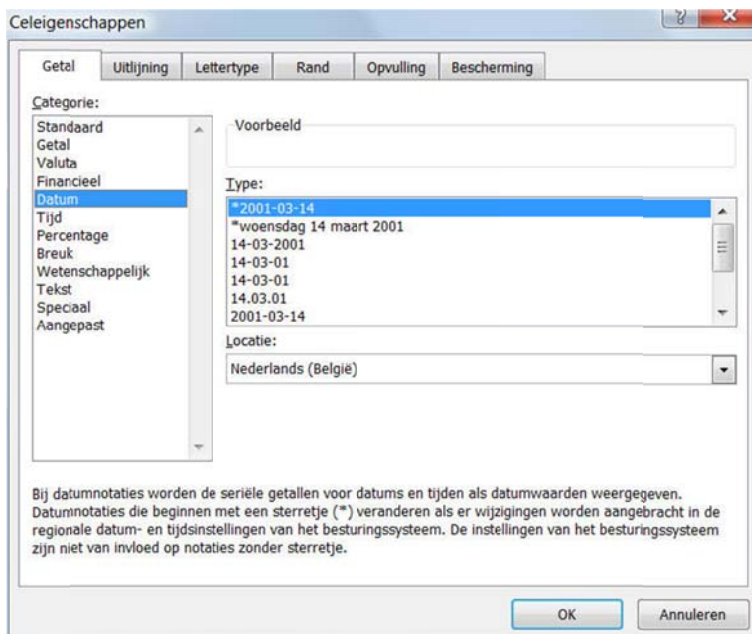 Celeigenschappen
Getal Uitlijning Lettertype Rand Opvulling Bescherming
Categorie:
Standaard
Getal
Valuta
Financieel
Datum
Tijd
Percentage
Breuk
Wetenschappelijk
Tekst
Speciaal
Aangepast
Voorbeeld
Type:
*2001-03-14
*woensdag 14 maart 2001
14-03-2001
14-03-01
14-03-01
14.03.01
2001-03-14
Locatie:
Nederlands (België)
Bij datumnotaties worden de seriële getallen voor datums en tijden als datumwaarden weergegeven.
Datumnotaties die beginnen met een sterretje (*) veranderen als er wijzigingen worden aangebracht in de
regionale datum- en tijdsinstellingen van het besturingssysteem. De instellingen van het besturingssysteem
zijn niet van invloed op notaties zonder sterretje.
OK Annuleren